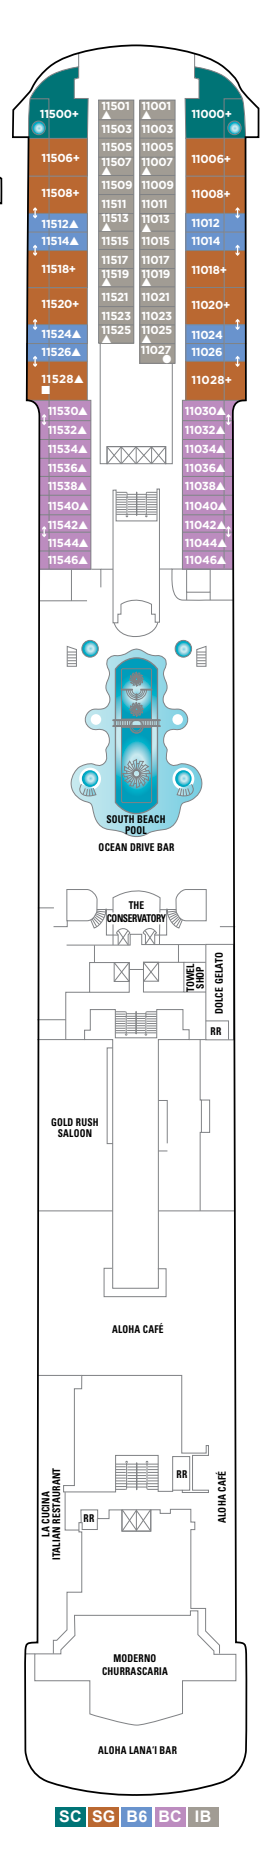 11500+ 11501 11001 11000+
11503 11003
11506+ 11505 11005 11006+
11507 11007
11508+ 11509 11009 11008+
11511 11011
11512 11513 11013 11012
11514 11515 11015 11014
11518+ 11517 11017 11018+
11519 11019
11520+ 11521 11021 11020+
11523 11023
11524 11525 11025 11024
11526 11027 11026
11528 11028+
11530 11030
11532 11032
11534 11034
11536 11036
11538 11038
11540 11040
11542 11042
11544 11044
11546 11046
SOUTH BEACH
POOL
OCEAN DRIVE BAR
THE
CONSERVATORY
TOWEL
SHOP
DOLCE GELATO
RR
GOLD RUSH
SALOON
ALOHA CAFÉ
LA CUCINA
ITALIAN RESTAURANT
RR
ALOHA CAFÉ
RR
MODERNO
CHURRASCARIA
ALOHA LANA'I BAR
SC SG B6 BC IB